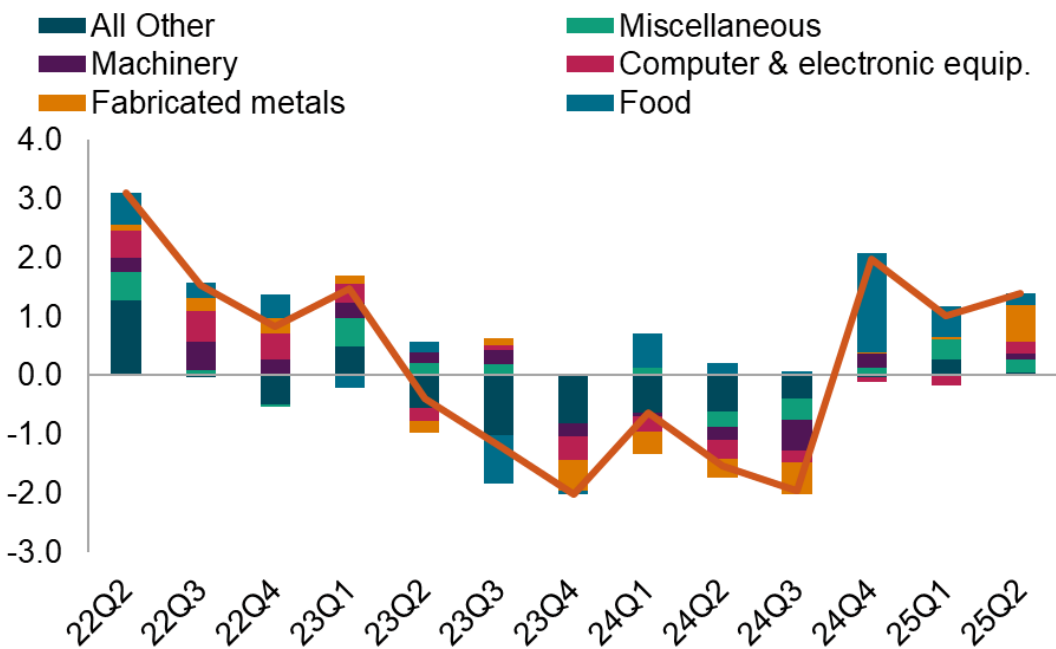 All Other
Miscellaneous
Machinery
Computer & electronic equip.
Fabricated metals
Food
4.0
3.0
2.0
1.0
0.0
-1.0
-2.0
-3.0
22Q2 22Q3 22Q4 23Q1 23Q2 23Q3 23Q4 24Q1 24Q2 24Q3 24Q4 25Q1 25Q2